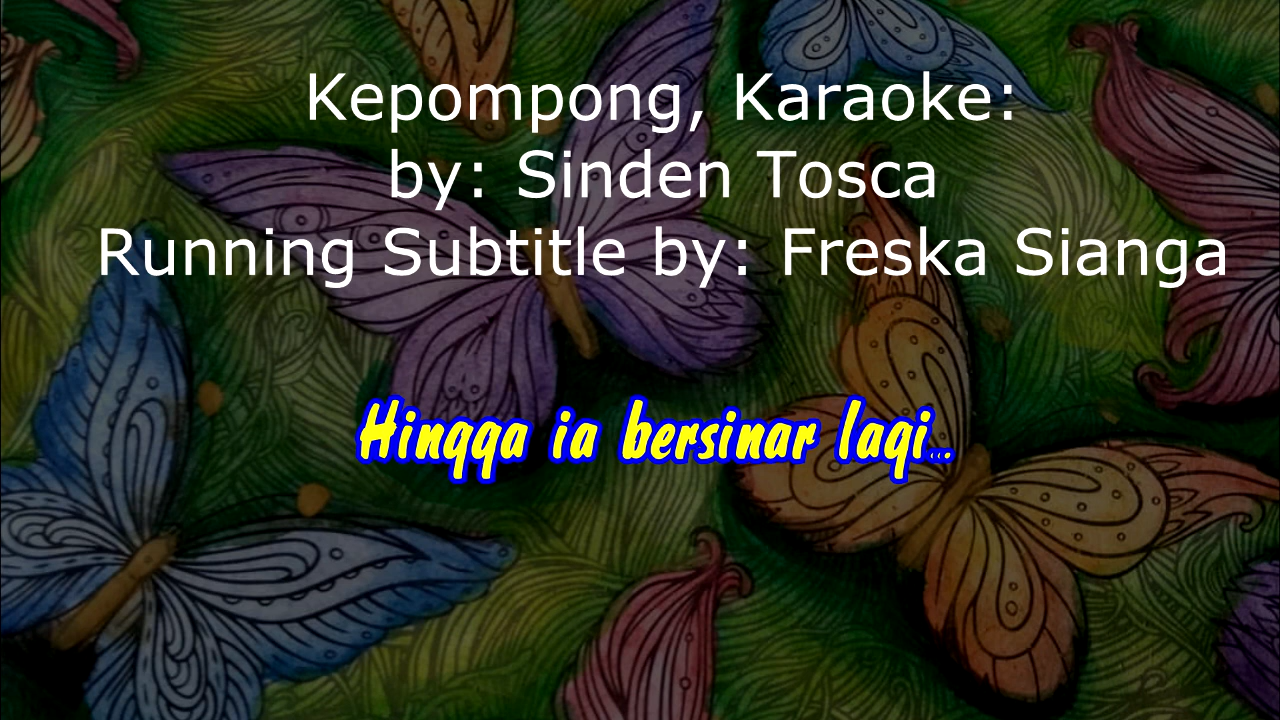 Kepompong, Karaoke:
by: Sinden Tosca
Running Subtitle by: Freska Sianga
Hingga ia bersinar lagi...